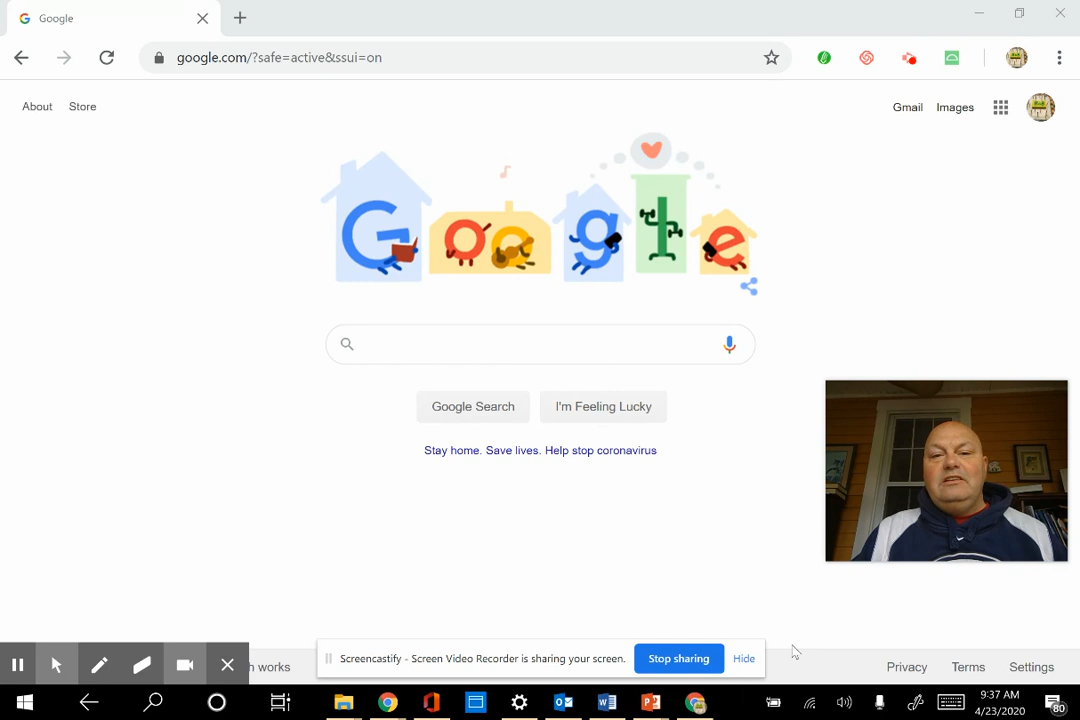 Google
google.com/?safe=active&ssui=on
About Store
Gmail Images
Google
Google Search I'm Feeling Lucky
Stay home. Save lives. Help stop coronavirus
Screencastify - Screen Video Recorder is sharing your screen. Stop sharing Hide
works
Privacy Terms Settings
9:37 AM
4/23/2020
80